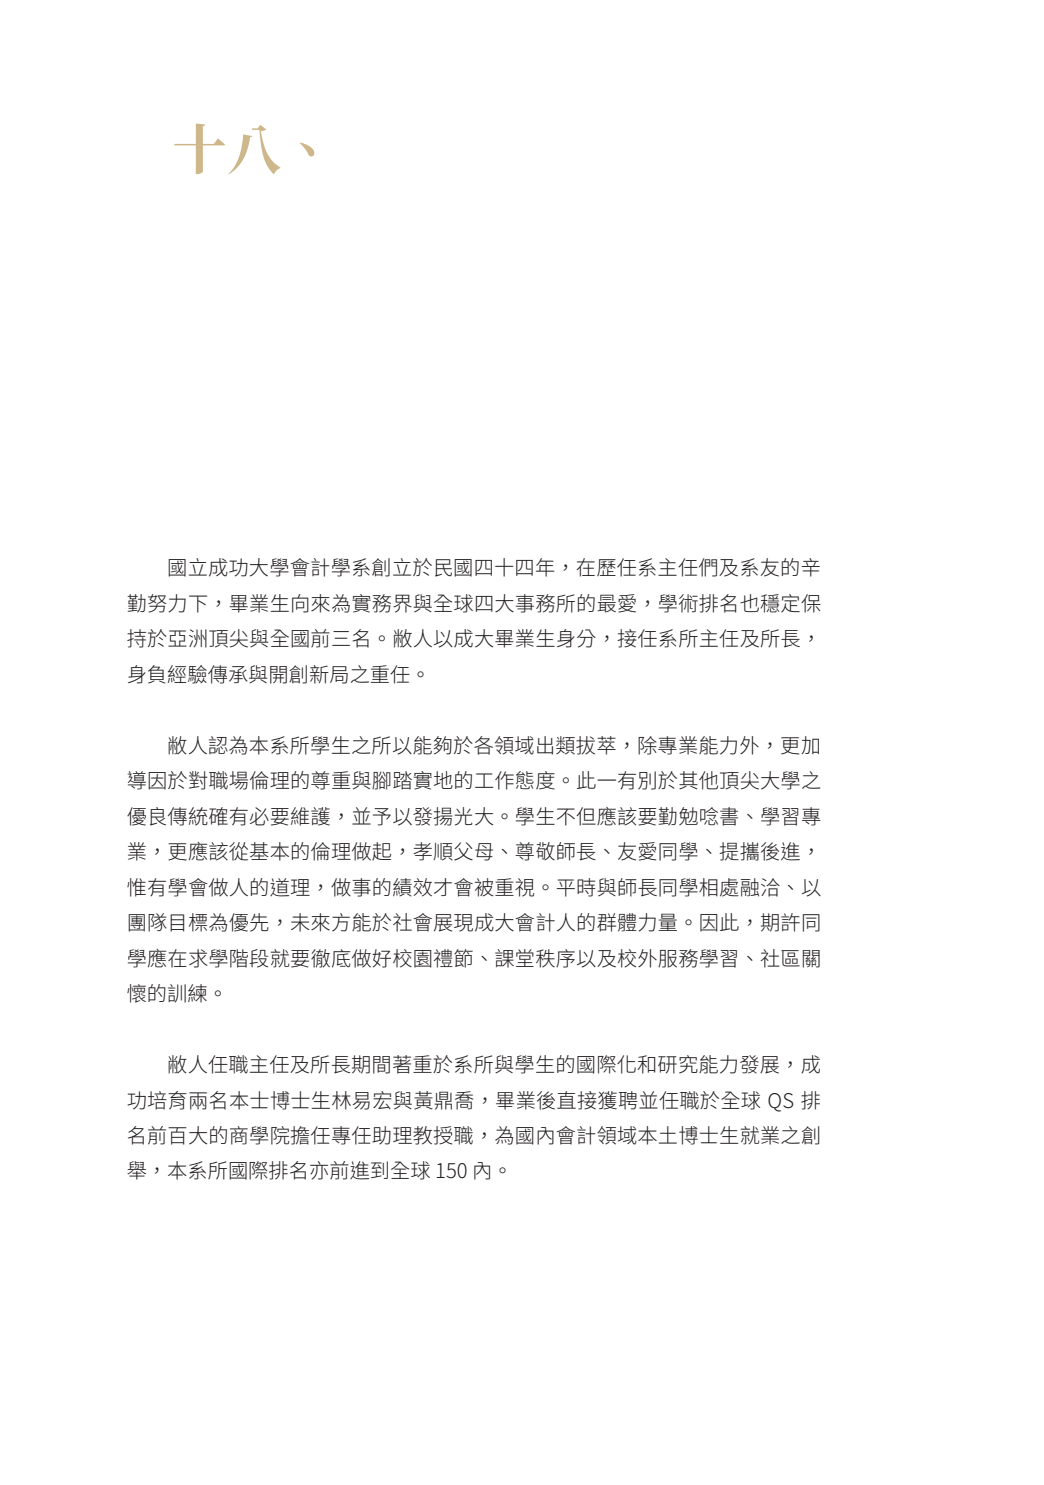 十八、
國立成功大學會計學系創立於民國四十四年，在歷任系主任們及系友的辛
勤努力下，畢業生向來為實務界與全球四大事務所的最愛，學術排名也穩定保
持於亞洲頂尖與全國前三名。敝人以成大畢業生身分，接任系所主任及所長，
身負經驗傳承與開創新局之重任。
敝人認為本系所學生之所以能夠於各領域出類拔萃，除專業能力外，更加
導因於對職場倫理的尊重與腳踏實地的工作態度。此一有別於其他頂尖大學之
優良傳統確有必要維護，並予以發揚光大。學生不但應該要勤勉唸書、學習專
業，更應該從基本的倫理做起，孝順父母、尊敬師長、友愛同學、提攜後進，
惟有學會做人的道理，做事的績效才會被重視。平時與師長同學相處融洽、以
團隊目標為優先，未來方能於社會展現成大會計人的群體力量。因此，期許同
學應在求學階段就要徹底做好校園禮節、課堂秩序以及校外服務學習、社區關
懷的訓練。
敝人任職主任及所長期間著重於系所與學生的國際化和研究能力發展，成
功培育兩名本士博士生林易宏與黃鼎喬，畢業後直接獲聘並任職於全球 QS 排
名前百大的商學院擔任專任助理教授職，為國內會計領域本土博士生就業之創
舉，本系所國際排名亦前進到全球 150 內。